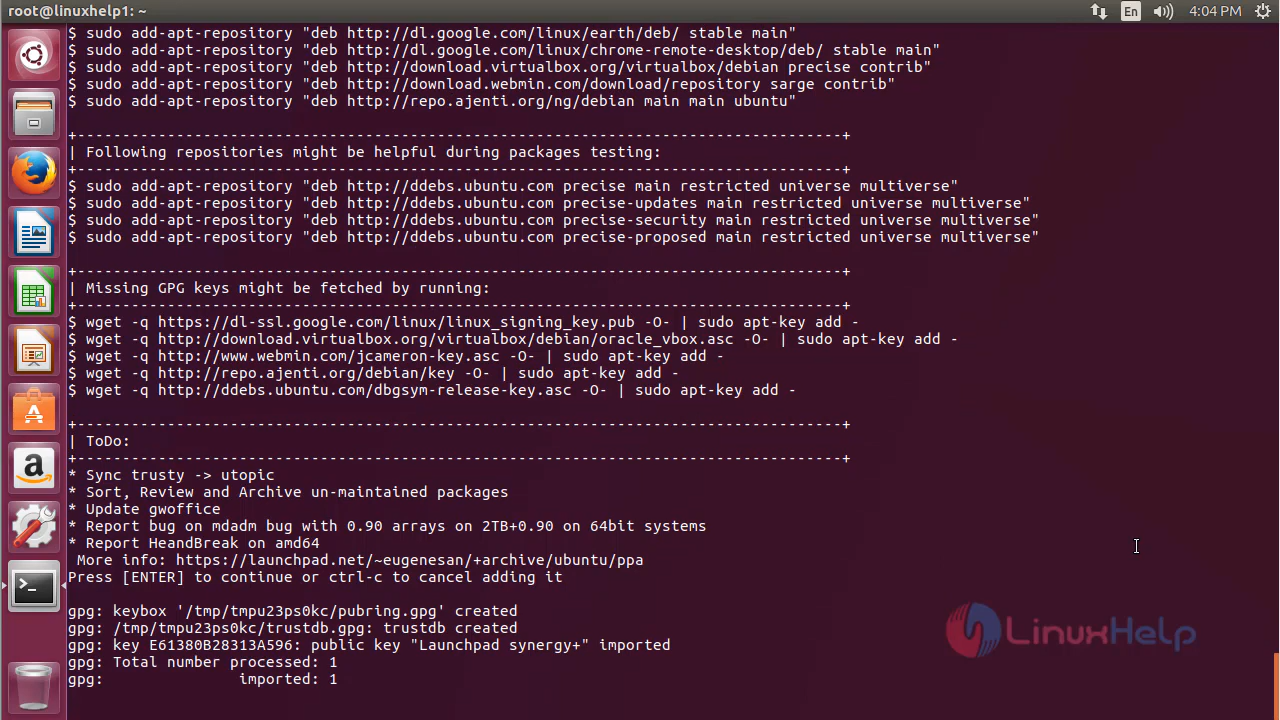 root@linuxhelp1: ~
En
4:04 PM
$ sudo add-apt-repository "deb http://dl.google.com/linux/earth/deb/ stable main"
$ sudo add-apt-repository "deb http://dl.google.com/linux/chrome-remote-desktop/deb/ stable main"
$ sudo add-apt-repository "deb http://download.virtualbox.org/virtualbox/debian precise contrib"
$ sudo add-apt-repository "deb http://download.webmin.com/download/repository sarge contrib"
$ sudo add-apt-repository "deb http://repo.ajenti.org/ng/debian main main ubuntu"
+-------------------------------------------------------------------------------------+
| Following repositories might be helpful during packages testing:
+-------------------------------------------------------------------------------------+
$ sudo add-apt-repository "deb http://ddebs.ubuntu.com precise main restricted universe multiverse"
$ sudo add-apt-repository "deb http://ddebs.ubuntu.com precise-updates main restricted universe multiverse"
$ sudo add-apt-repository "deb http://ddebs.ubuntu.com precise-security main restricted universe multiverse"
$ sudo add-apt-repository "deb http://ddebs.ubuntu.com precise-proposed main restricted universe multiverse"
+-------------------------------------------------------------------------------------+
| Missing GPG keys might be fetched by running:
+-------------------------------------------------------------------------------------+
$ wget -q https://dl-ssl.google.com/linux/linux_signing_key.pub -O- | sudo apt-key add -
$ wget -q http://download.virtualbox.org/virtualbox/debian/oracle_vbox.asc -O- | sudo apt-key add -
$ wget -q http://www.webmin.com/jcameron-key.asc -O- | sudo apt-key add -
$ wget -q http://repo.ajenti.org/debian/key -O- | sudo apt-key add -
$ wget -q http://ddebs.ubuntu.com/dbgsym-release-key.asc -O- | sudo apt-key add -
+-------------------------------------------------------------------------------------+
| ToDo:
+-------------------------------------------------------------------------------------+
* Sync trusty -> utopic
* Sort, Review and Archive un-maintained packages
* Update gwoffice
* Report bug on mdadm bug with 0.90 arrays on 2TB+0.90 on 64bit systems
* Report HeandBreak on amd64
More info: https://launchpad.net/~eugenesan/+archive/ubuntu/ppa
Press [ENTER] to continue or ctrl-c to cancel adding it
gpg: keybox '/tmp/tmpu23ps0kc/pubring.gpg' created
gpg: /tmp/tmpu23ps0kc/trustdb.gpg: trustdb created
gpg: key E61380B28313A596: public key "Launchpad synergy+" imported
gpg: Total number processed: 1
gpg: imported: 1
LinuxHelp